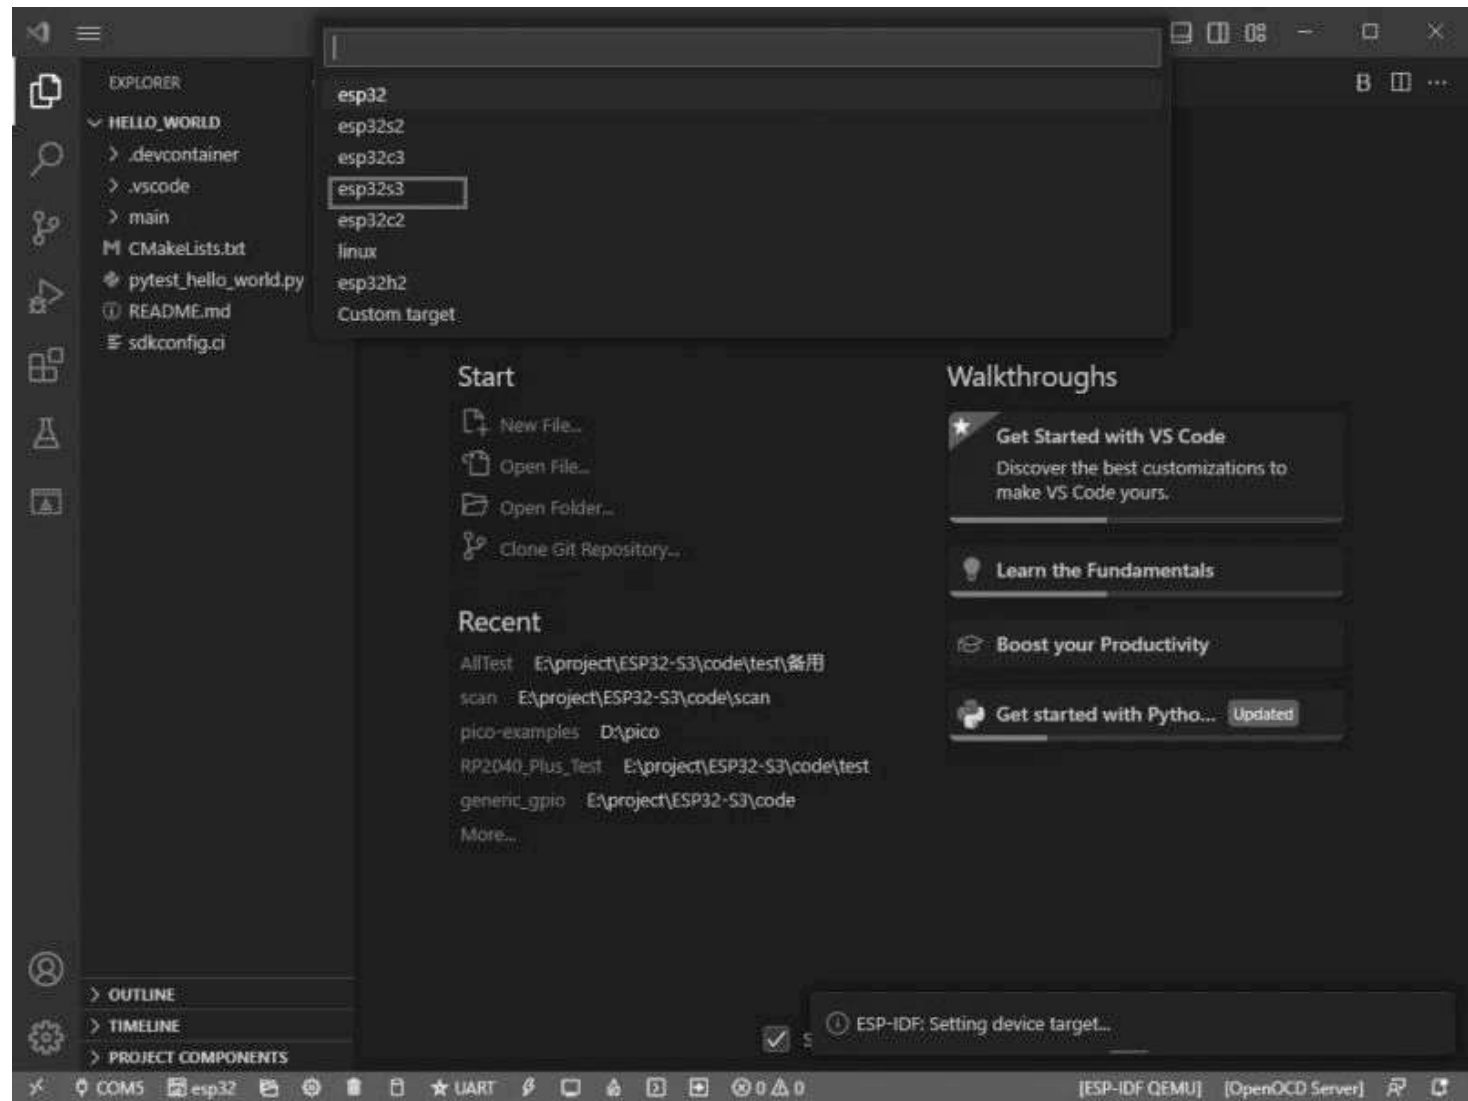 EXPLORER
HELLO_WORLD
.devcontainer
.vscode
main
CMakeLists.txt
pytest_hello_world.py
README.md
sdkconfig.ci
esp32
esp32s2
esp32c3
esp32s3
esp32c2
linux
esp32h2
Custom target
Start
New File...
Open File...
Open Folder...
Clone Git Repository...
Recent
AllTest E:\project\ESP32-S3\code\test\备用
scan E:\project\ESP32-S3\code\scan
pico-examples D:\pico
RP2040_Plus_Test E:\project\ESP32-S3\code\test
generic_gpio E:\project\ESP32-S3\code
More...
Walkthroughs
Get Started with VS Code
Discover the best customizations to
make VS Code yours.
Learn the Fundamentals
Boost your Productivity
Get started with Pytho... Updated
OUTLINE
TIMELINE
PROJECT COMPONENTS
ESP-IDF: Setting device target...
COM5 esp32 UART 0 0 [ESP-IDF QEMU] [OpenOCD Server]